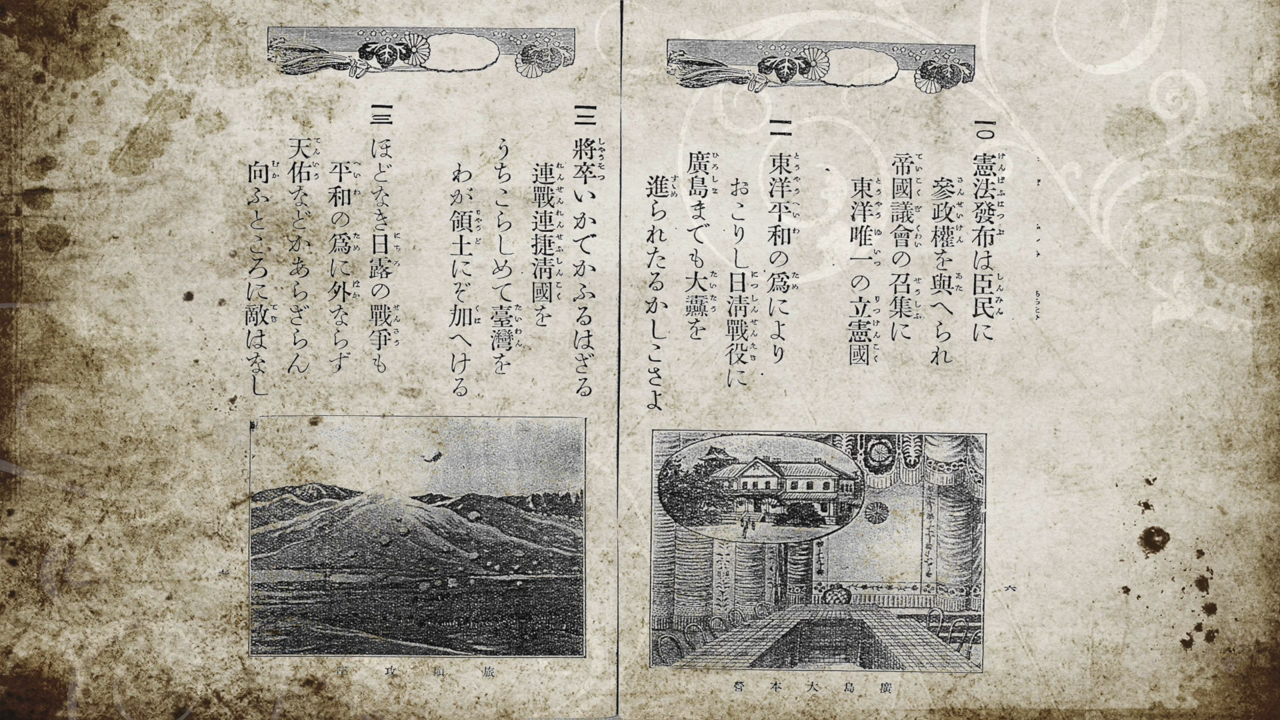 一〇
憲法發布は臣民に
參政權を與へられ
帝國議會の召集に
東洋唯一の立憲國
一一
東洋平和の爲により
おこりし日淸戰役に
廣島までも大纛を
進られたるかしこさよ
廣島大本營
六
一二
將卒いかでかふるはざる
連戰連捷淸國を
うちこらしめて臺灣を
わが領土にぞ加へける
一三
ほどなき日露の戰爭も
平和の爲に外ならず
天佑などかあらざらん
向ふところに敵はなし
旅順攻